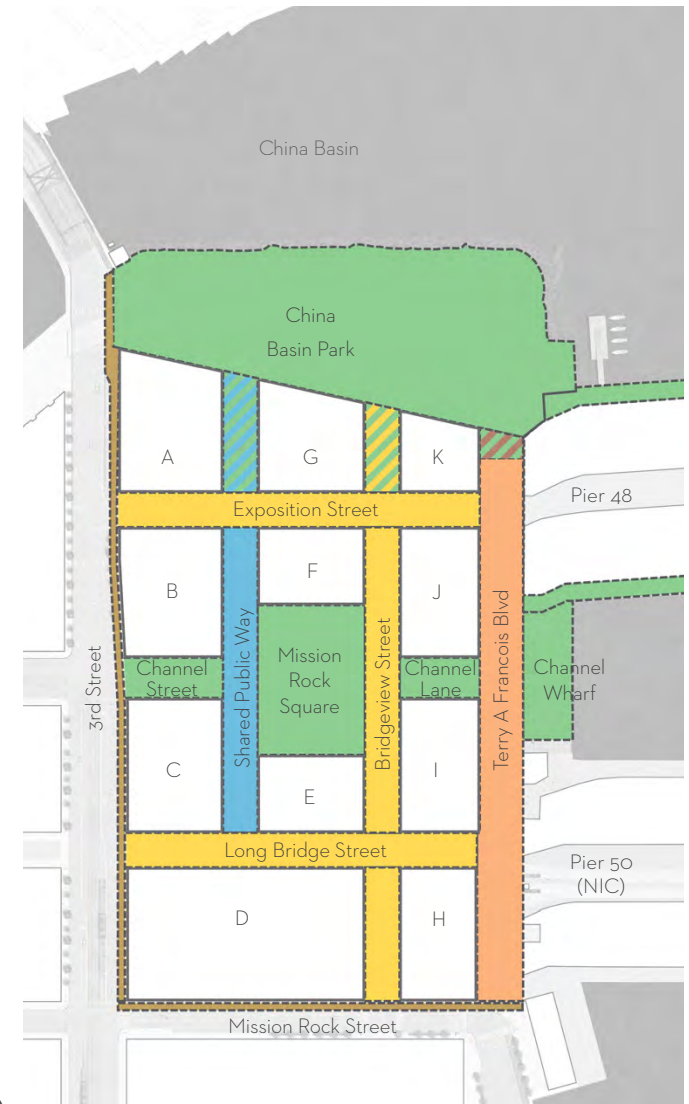 China Basin
China
Basin Park
A
G
K
Pier 48
Exposition Street
B
F
J
3rd Street
Channel
Street
Shared Public Way
Mission
Rock
Square
Bridgeview Street
Channel
Lane
Terry A Francois Blvd
Channel
Wharf
C
E
I
Long Bridge Street
Pier 50
(NIC)
D
H
Mission Rock Street